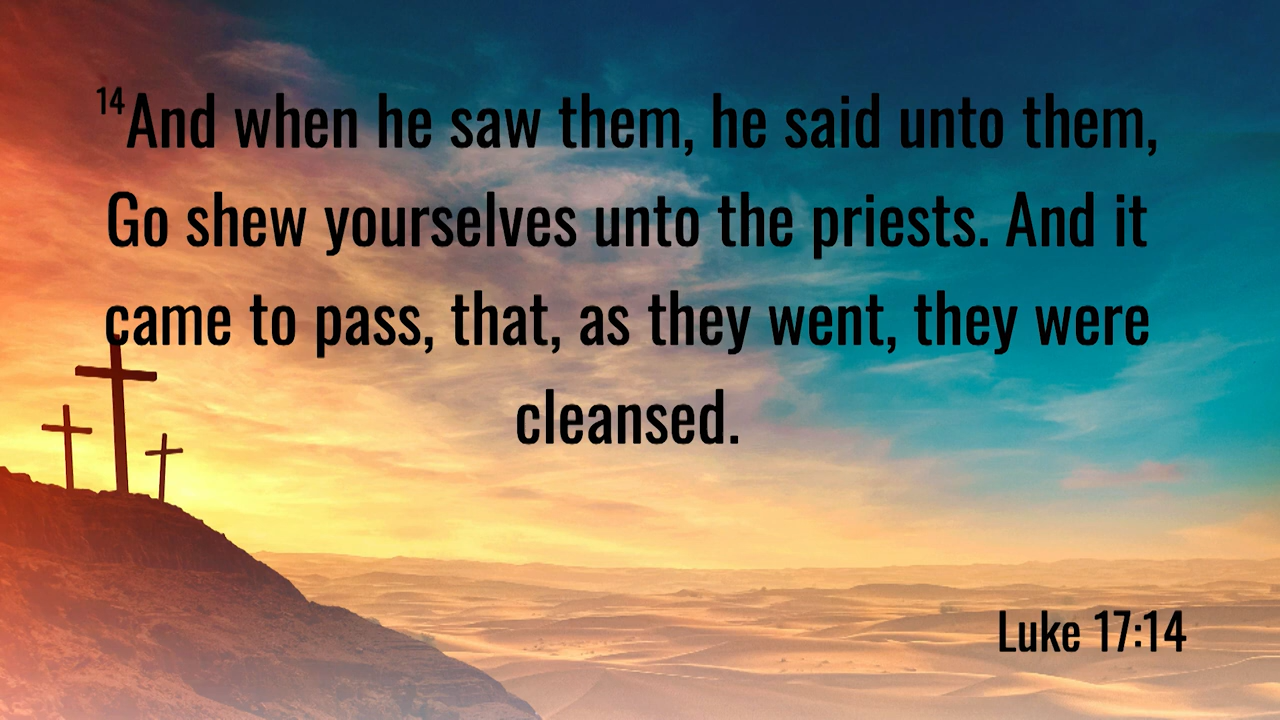 14And when he saw them, he said unto them,
Go shew yourselves unto the priests. And it
came to pass, that, as they went, they were
cleansed.
Luke 17:14